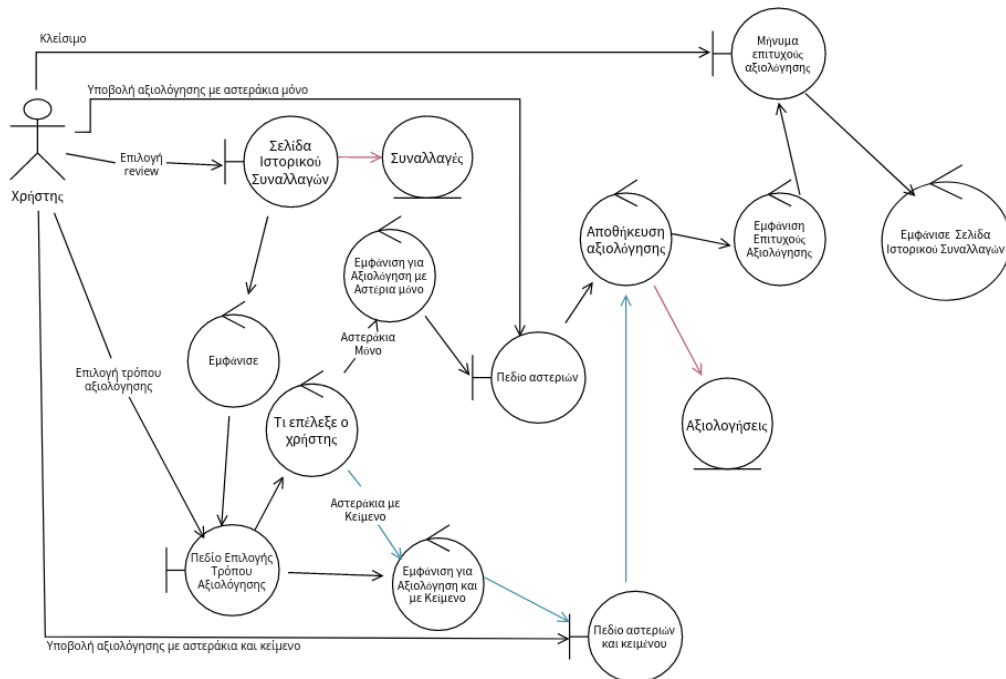 Κλείσιμο
Μήνυμα
επιτυχούς
αξιολόγησης
Υποβολή αξιολόγησης με αστεράκια μόνο
Χρήστης
Επιλογή
review
Σελίδα
Ιστορικού
Συναλλαγών
Συναλλαγές
Αποθήκευση
αξιολόγησης
Εμφάνιση
Επιτυχούς
Αξιολόγησης
Εμφάνισε Σελίδα
Ιστορικού Συναλλαγών
Εμφάνιση για
Αξιολόγηση με
Αστέρια μόνο
Αστεράκια
Μόνο
Εμφάνισε
Επιλογή τρόπου
αξιολόγησης
Πεδίο αστεριών
Τι επέλεξε ο
χρήστης
Αξιολογήσεις
Αστεράκια με
Κείμενο
Πεδίο Επιλογής
Τρόπου
Αξιολόγησης
Εμφάνιση για
Αξιολόγηση και
με Κείμενο
Πεδίο αστεριών
και κειμένου
Υποβολή αξιολόγησης με αστεράκια και κείμενο